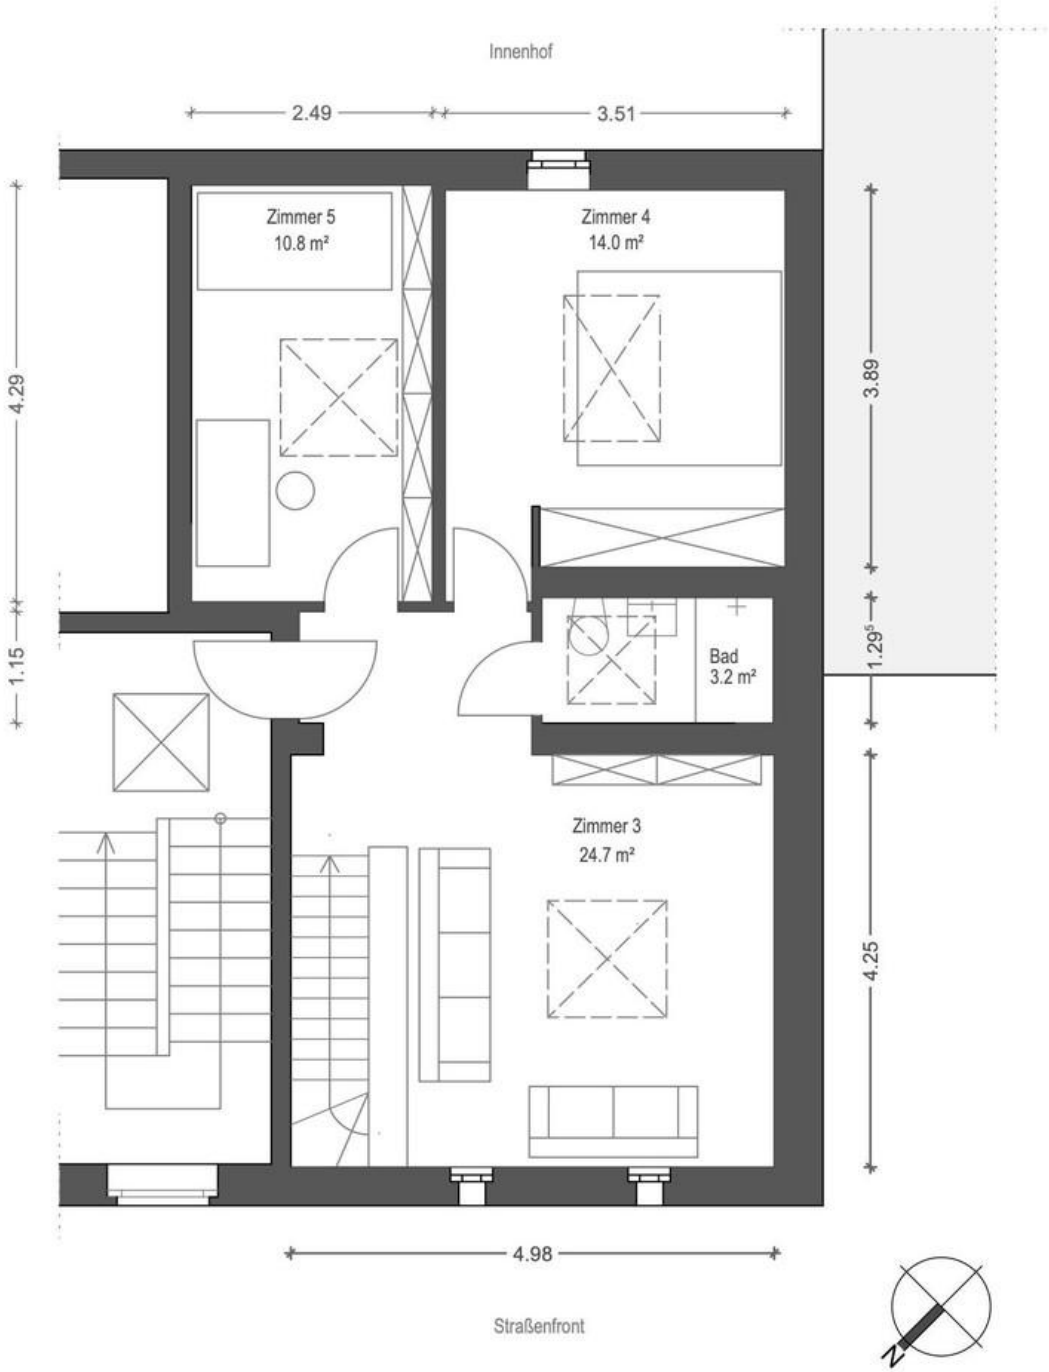 Innenhof
2.49
3.51
Zimmer 5
10.8 m²
Zimmer 4
14.0 m²
4.29
3.89
1.15
1.29⁵
Bad
3.2 m²
Zimmer 3
24.7 m²
4.25
4.98
Straßenfront
N